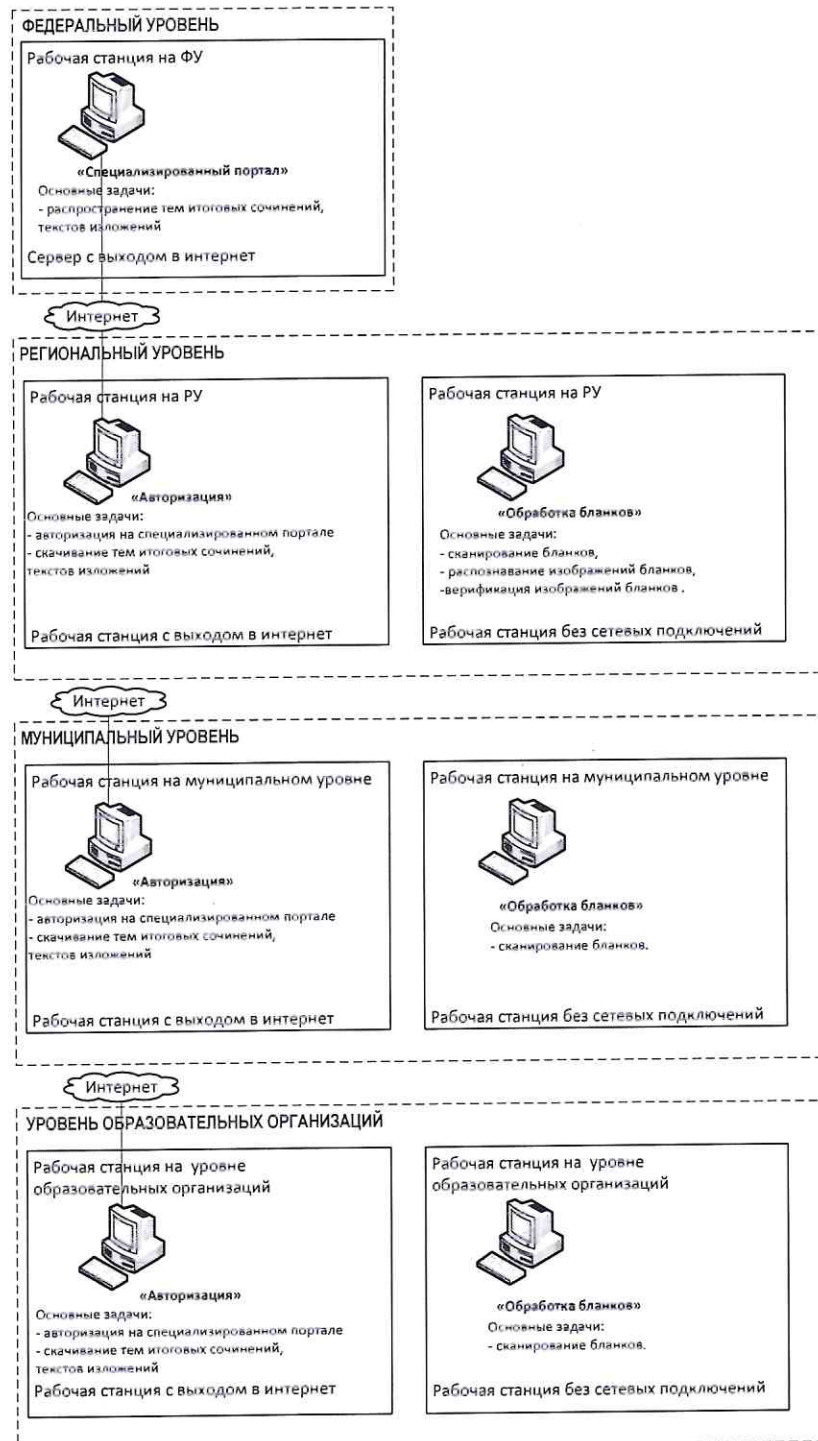 ФЕДЕРАЛЬНЫЙ УРОВЕНЬ
Рабочая станция на ФУ
«Специализированный портал»
Основные задачи:
- распространение тем итоговых сочинений,
текстов изложений
Сервер с выходом в интернет
Интернет
РЕГИОНАЛЬНЫЙ УРОВЕНЬ
Рабочая станция на РУ
«Авторизация»
Основные задачи:
- авторизация на специализированном портале
- скачивание тем итоговых сочинений,
текстов изложений
Рабочая станция с выходом в интернет
Рабочая станция на РУ
«Обработка бланков»
Основные задачи:
- сканирование бланков,
- распознавание изображений бланков,
-верификация изображений бланков .
Рабочая станция без сетевых подключений
Интернет
МУНИЦИПАЛЬНЫЙ УРОВЕНЬ
Рабочая станция на муниципальном уровне
«Авторизация»
Основные задачи:
- авторизация на специализированном портале
- скачивание тем итоговых сочинений,
текстов изложений
Рабочая станция с выходом в интернет
Рабочая станция на муниципальном уровне
«Обработка бланков»
Основные задачи:
- сканирование бланков.
Рабочая станция без сетевых подключений
Интернет
УРОВЕНЬ ОБРАЗОВАТЕЛЬНЫХ ОРГАНИЗАЦИЙ
Рабочая станция на уровне
образовательных организаций
«Авторизация»
Основные задачи:
- авторизация на специализированном портале
- скачивание тем итоговых сочинений,
текстов изложений
Рабочая станция с выходом в интернет
Рабочая станция на уровне
образовательных организаций
«Обработка бланков»
Основные задачи:
- сканирование бланков.
Рабочая станция без сетевых подключений